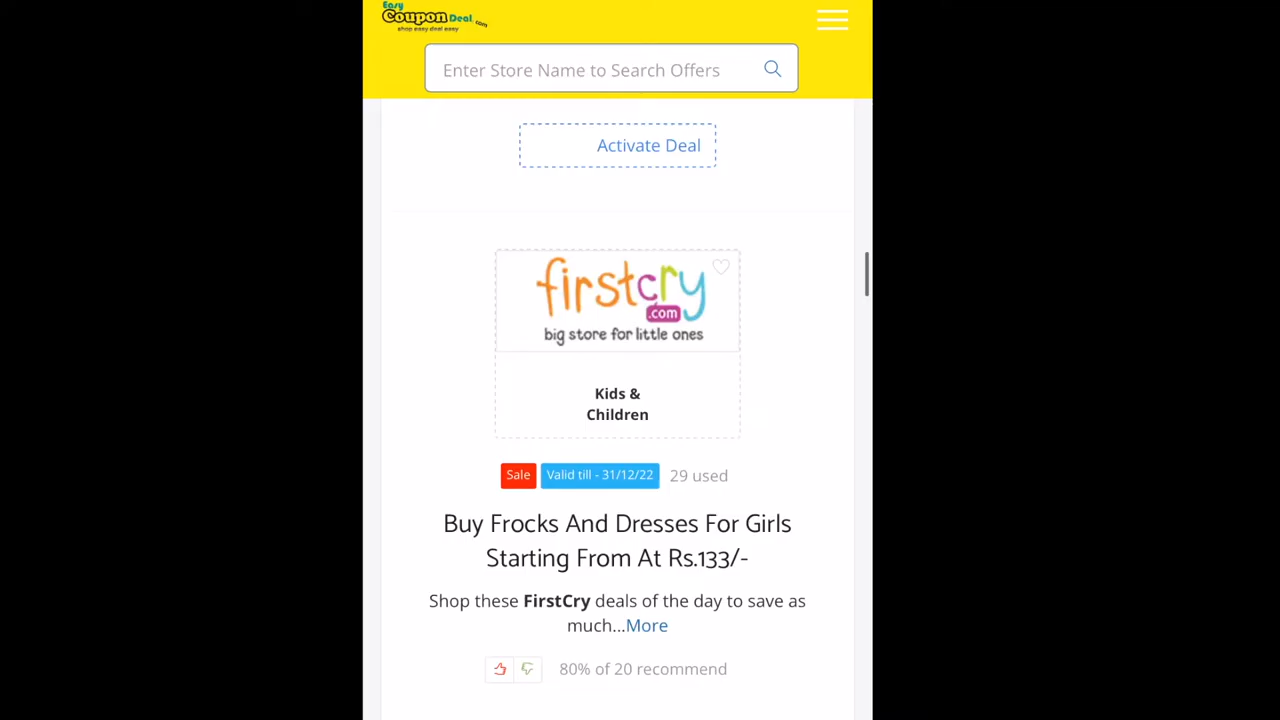 Easy
Coupon Deal .com
shop easy deal easy
Enter Store Name to Search Offers
Activate Deal
firstcry
.com
big store for little ones
Kids &
Children
Sale Valid till - 31/12/22 29 used
Buy Frocks And Dresses For Girls
Starting From At Rs.133/-
Shop these FirstCry deals of the day to save as
much...More
80% of 20 recommend